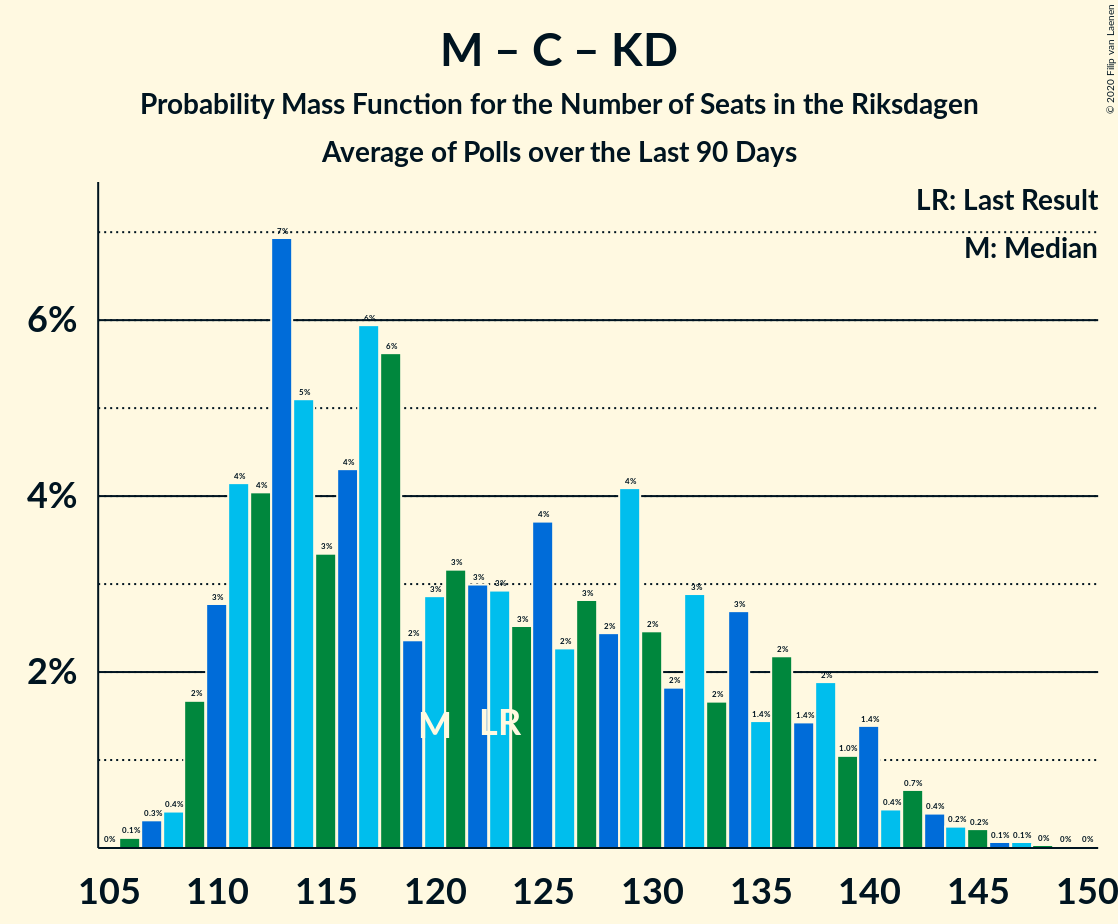 M – C – KD
Probability Mass Function for the Number of Seats in the Riksdagen
Average of Polls over the Last 90 Days
© 2020 Filip van Laenen
LR: Last Result
M: Median
6%
4%
2%
0% 0.1% 0.3% 0.4% 2% 3% 4% 4% 7% 5% 3% 4% 6% 6% 2% 3% 3% 3% 3% 3% 4% 2% 3% 2% 4% 2% 2% 3% 2% 3% 1.4% 2% 1.4% 2% 1.0% 1.4% 0.4% 0.7% 0.4% 0.2% 0.2% 0.1% 0.1% 0% 0% 0%
M LR
105 110 115 120 125 130 135 140 145 150